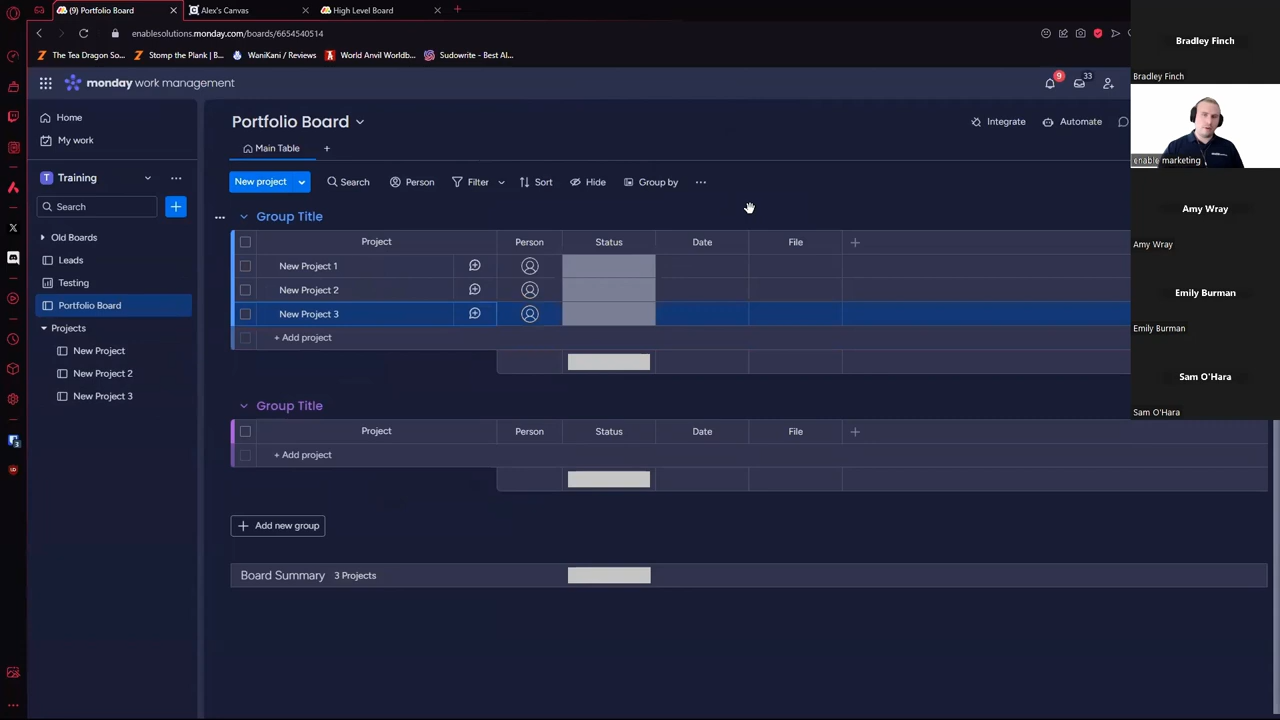 (9) Portfolio Board
Alex's Canvas
High Level Board
enablesolutions.monday.com/boards/6654540514
The Tea Dragon So...
Stomp the Plank | B...
WaniKani / Reviews
World Anvil Worldb...
Sudowrite - Best AI...
monday work management
9
33
Home
My work
T Training
Search
Old Boards
Leads
Testing
Portfolio Board
Projects
New Project
New Project 2
New Project 3
Portfolio Board
Integrate
Automate
Main Table
New project
Search
Person
Filter
Sort
Hide
Group by
Group Title
Project Person Status Date File
New Project 1
New Project 2
New Project 3
+ Add project
Group Title
Project Person Status Date File
+ Add project
Add new group
Board Summary 3 Projects
Bradley Finch
Bradley Finch
enable marketing
Amy Wray
Amy Wray
Emily Burman
Emily Burman
Sam O'Hara
Sam O'Hara